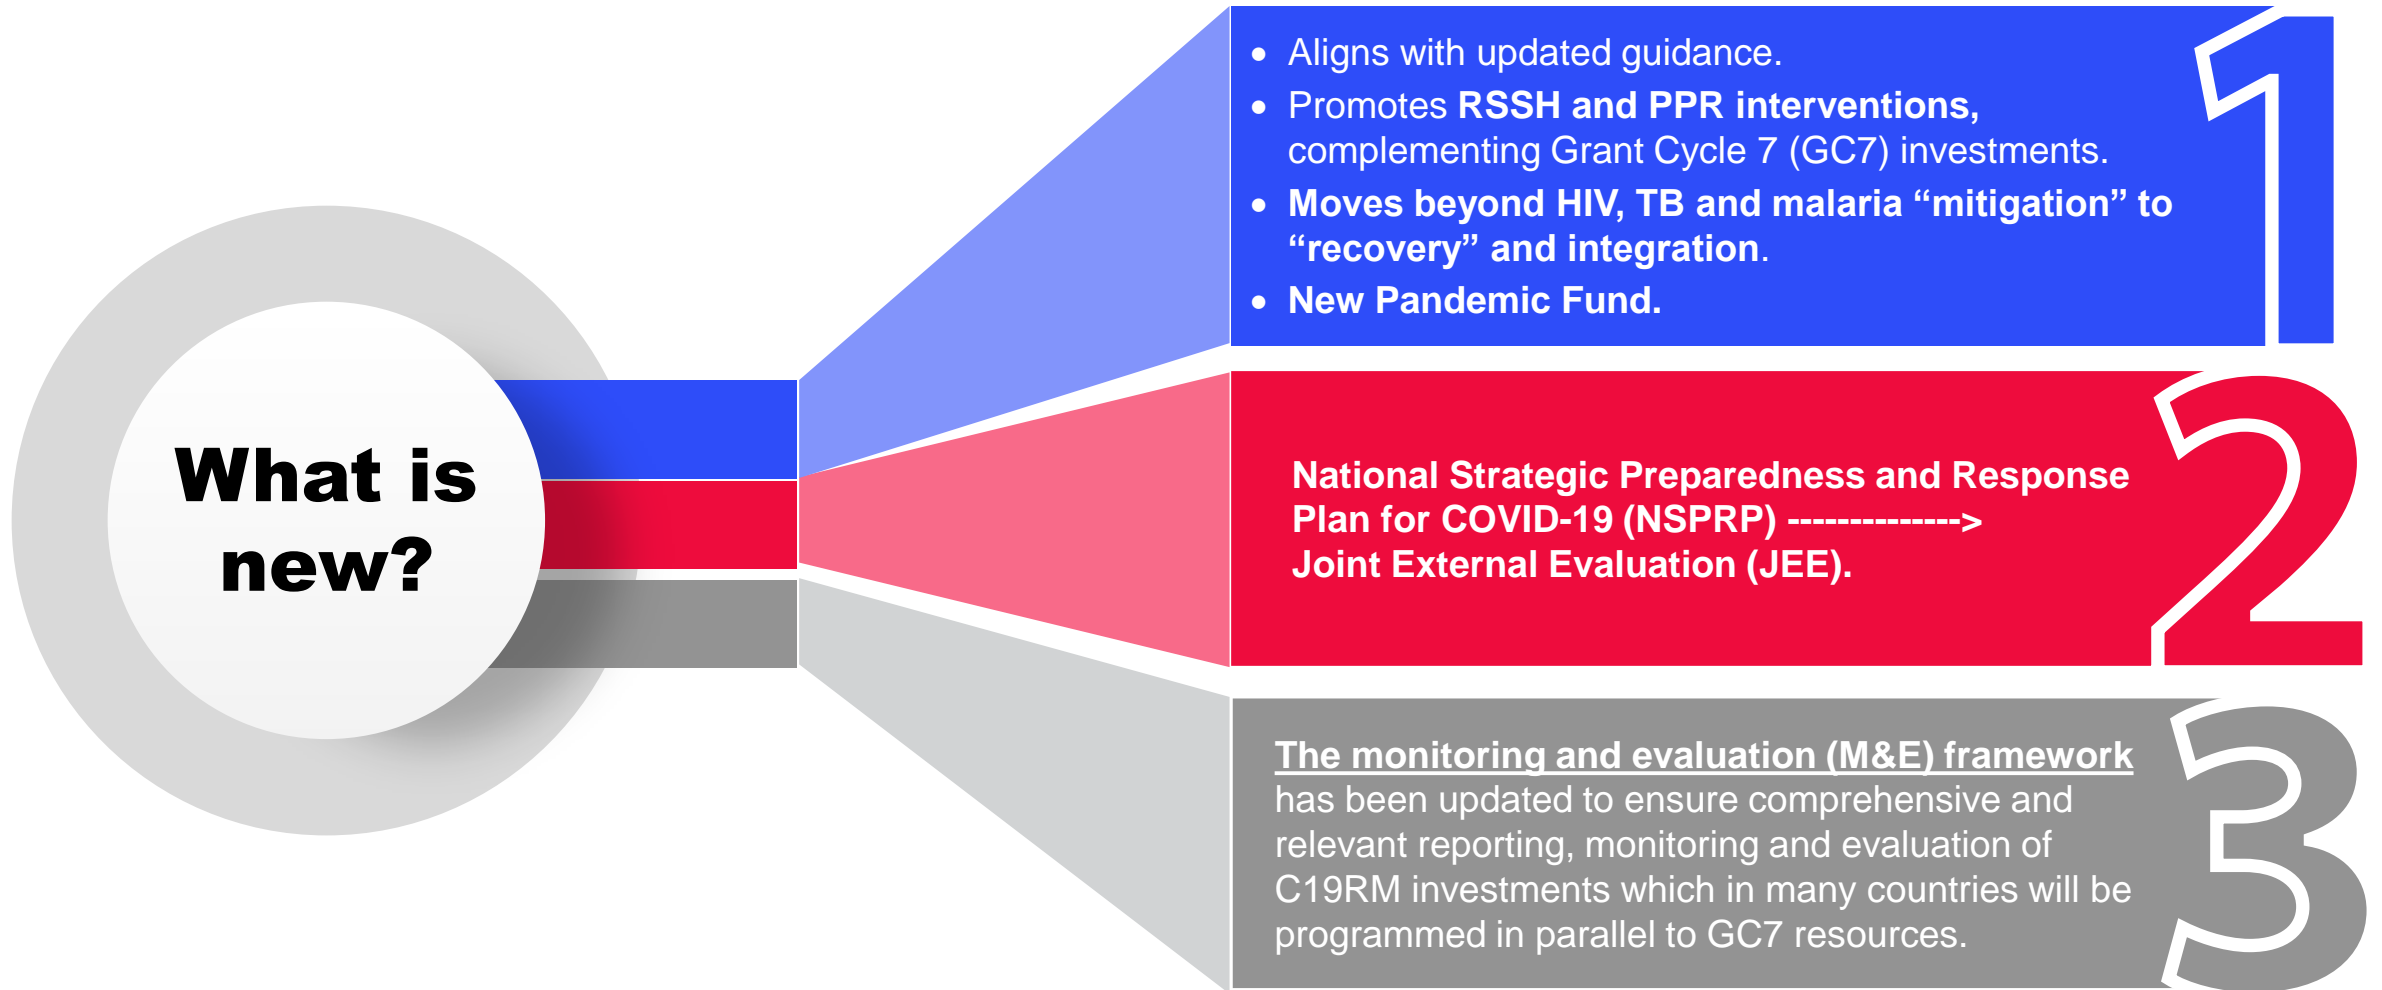 What is
new?
• Aligns with updated guidance.
• Promotes RSSH and PPR interventions,
complementing Grant Cycle 7 (GC7) investments.
• Moves beyond HIV, TB and malaria “mitigation” to
“recovery” and integration.
• New Pandemic Fund.
1
National Strategic Preparedness and Response
Plan for COVID-19 (NSPRP) -------------->
Joint External Evaluation (JEE).
2
The monitoring and evaluation (M&E) framework
has been updated to ensure comprehensive and
relevant reporting, monitoring and evaluation of
C19RM investments which in many countries will be
programmed in parallel to GC7 resources.
3